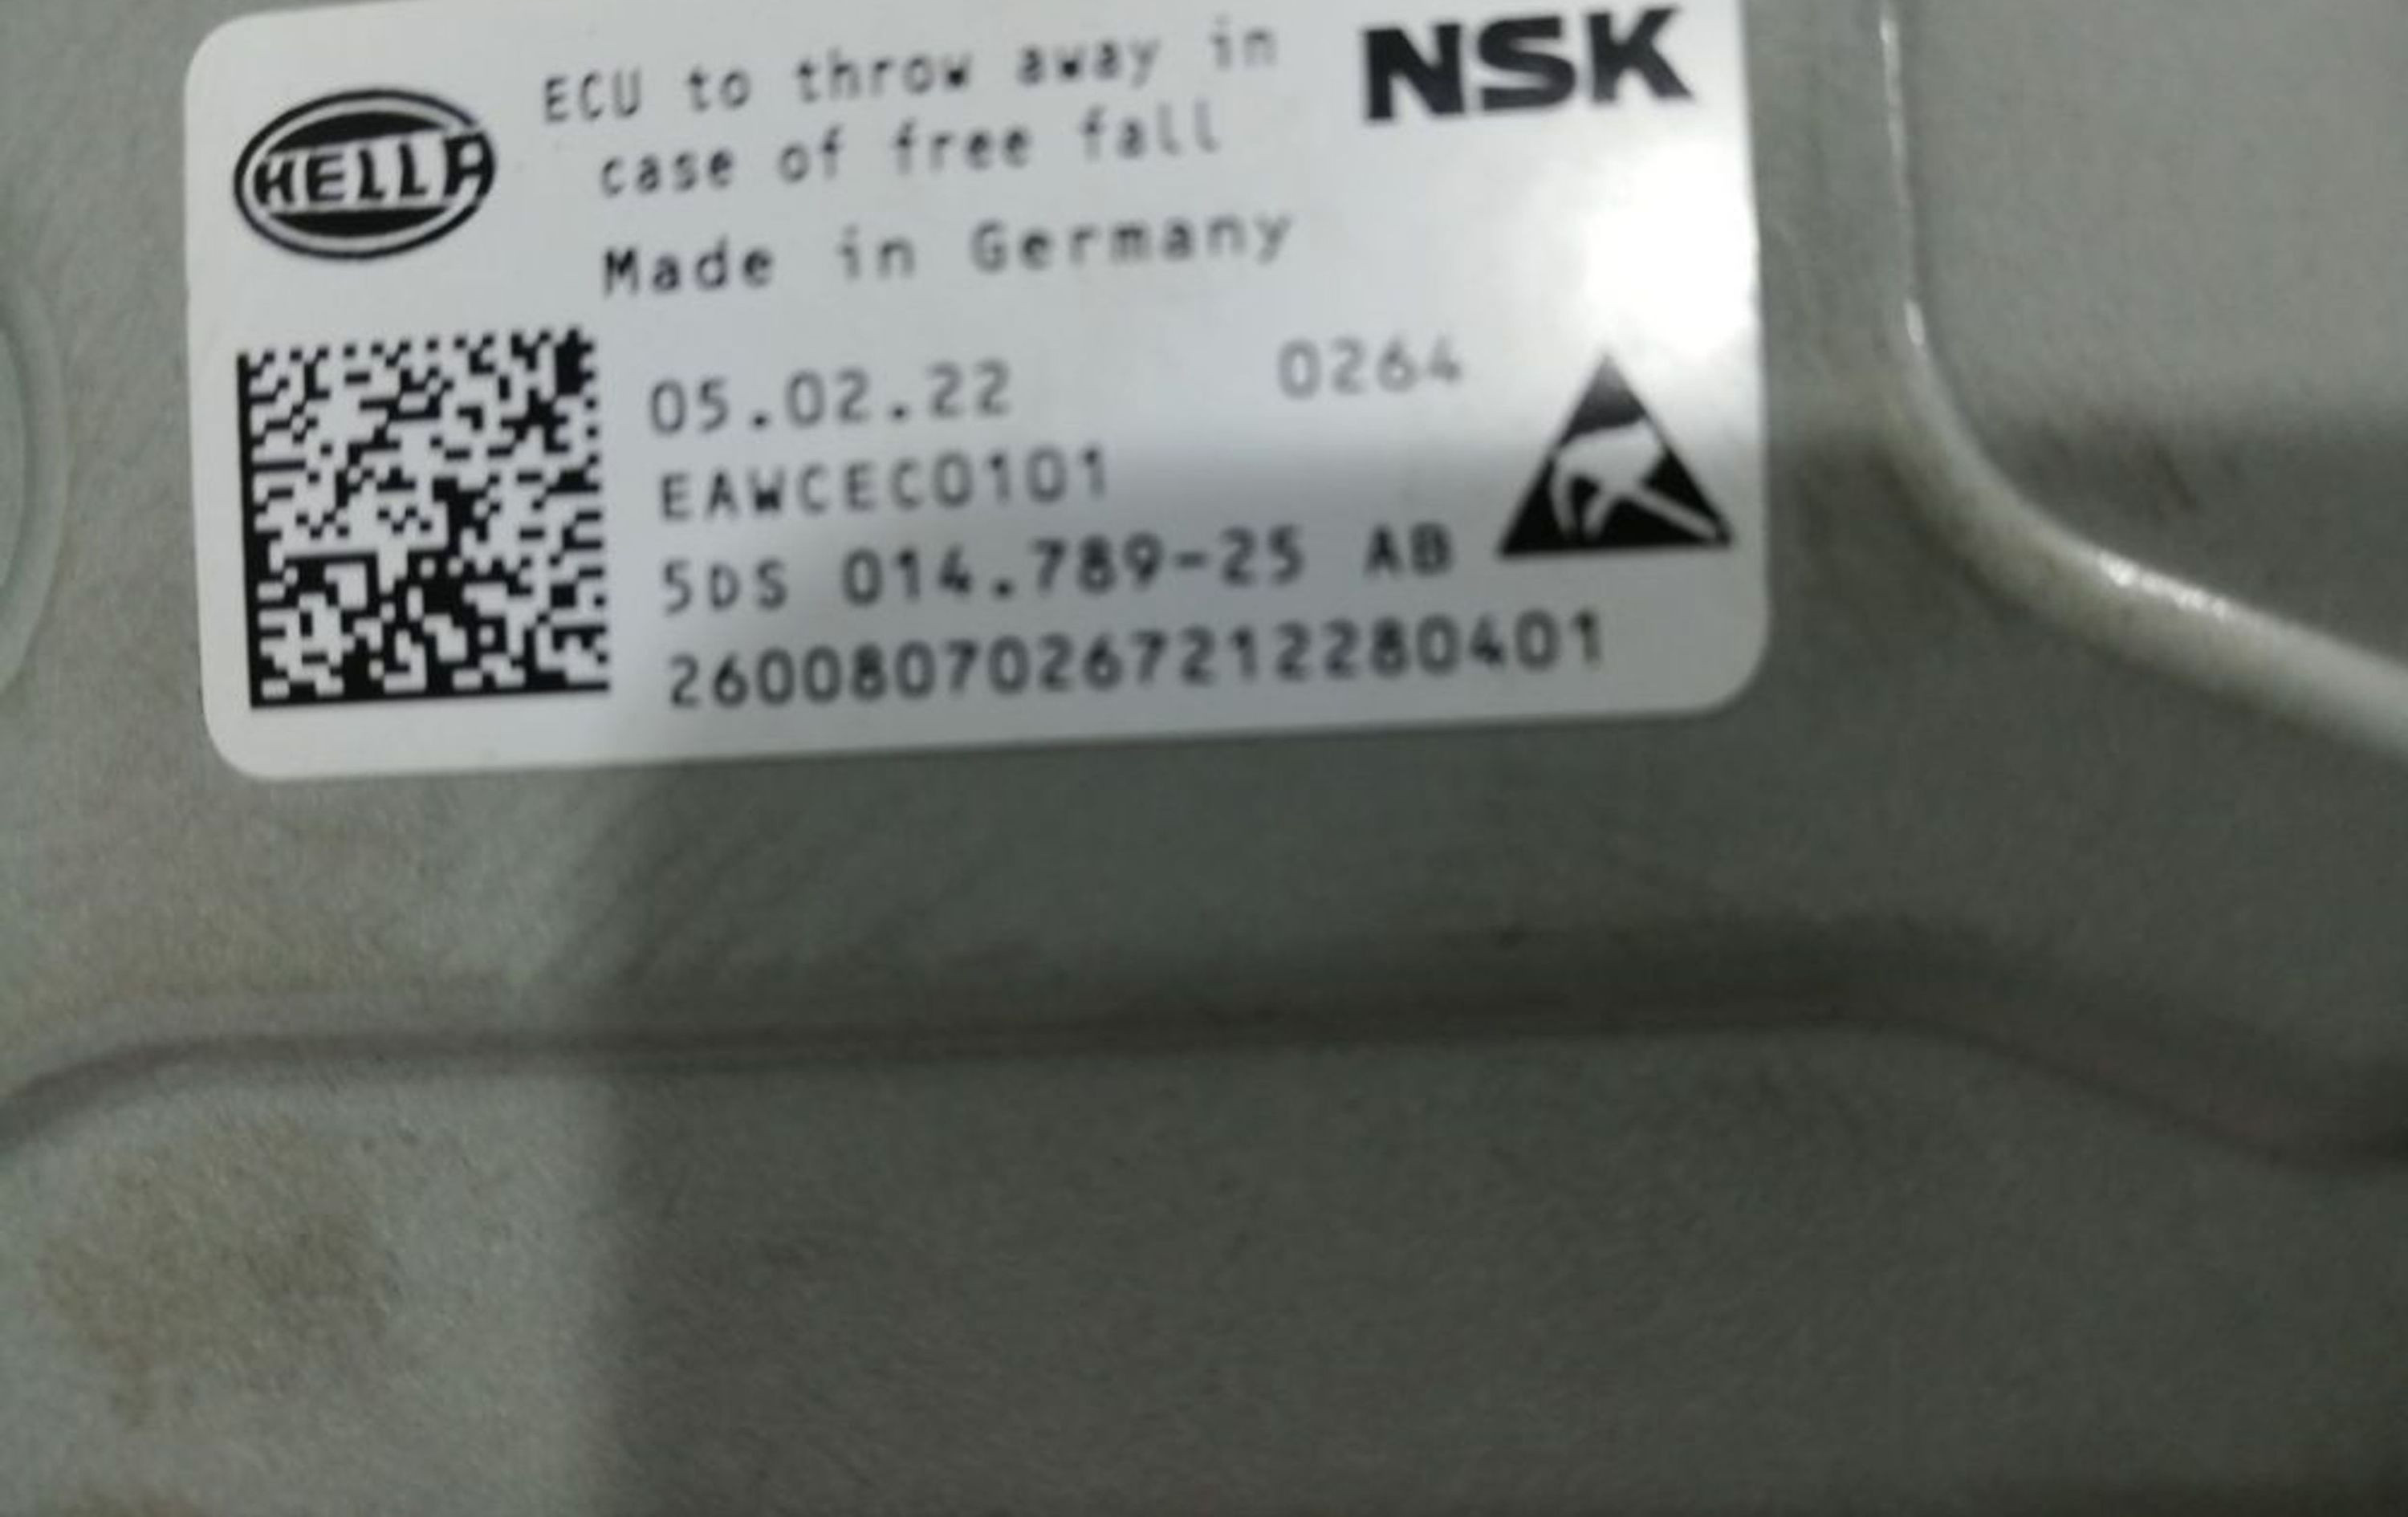 HELLA
ECU to throw away in
case of free fall
NSK
Made in Germany
05.02.22 0264
EAWCEC0101
5DS 014.789-25 AB
26008070267212280401